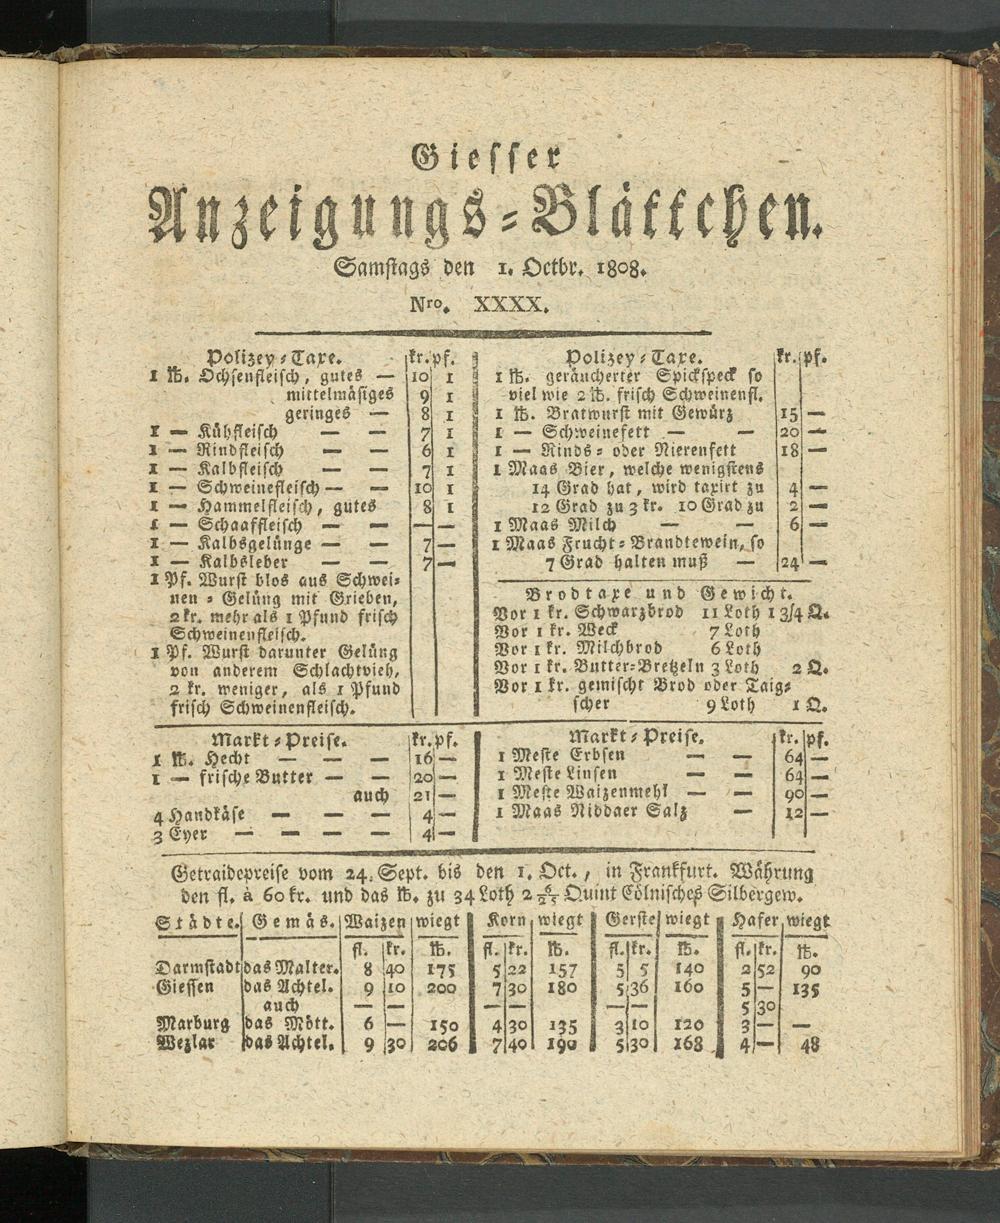 Giesser
Anzeigungs-Blättchen.
Samstags den 1. Octbr. 1808.
Nro. XXXX.
Polizey-Taxe. kr. pf.
1 ℔. Ochsenfleisch, gutes — 10 1
mittelmäsiges 9 1
geringes — 8 1
1 — Kühfleisch — — 7 1
1 — Rindfleisch — — 6 1
1 — Kalbfleisch — — 7 1
1 — Schweinefleisch — — 10 1
1 — Hammelfleisch, gutes 8 1
1 — Schaaffleisch — — — —
1 — Kalbsgelünge — — 7 —
1 — Kalbsleber — — 7 —
1 Pf. Wurst blos aus Schwei-
nen-Gelüng mit Grieben,
2 kr. mehr als 1 Pfund frisch
Schweinenfleisch.
1 Pf. Wurst darunter Gelüng
von anderem Schlachtvieh,
2 kr. weniger, als 1 Pfund
frisch Schweinenfleisch.
Polizey-Taxe. kr. pf.
1 ℔. geräucherter Spickspeck so
viel wie 2 ℔. frisch Schweinenfl.
1 ℔. Bratwurst mit Gewürz 15 —
1 — Schweinefett — — 20 —
1 — Rinds- oder Nierenfett 18 —
1 Maas Bier, welche wenigstens
14 Grad hat, wird taxirt zu 4 —
12 Grad zu 3 kr. 10 Grad zu 2 —
1 Maas Milch — — 6 —
1 Maas Frucht-Brandtewein, so
7 Grad halten muß — 24 —
Brodtaxe und Gewicht.
Vor 1 kr. Schwarzbrod 11 Loth 1 3/4 Q.
Vor 1 kr. Weck 7 Loth
Vor 1 kr. Milchbrod 6 Loth
Vor 1 kr. Butter-Bretzeln 3 Loth 2 Q.
Vor 1 kr. gemischt Brod oder Taig-
scher 9 Loth 1 Q.
Markt-Preise. kr. pf.
1 ℔. Hecht — — — 16 —
1 — frische Butter — — 20 —
auch 21 —
4 Handkäse — — — 4 —
3 Eyer — — — — 4 —
Markt-Preise. kr. pf.
1 Meste Erbsen — — 64 —
1 Meste Linsen — — 64 —
1 Meste Waizenmehl — — 90 —
1 Maas Niddaer Salz — 12 —
Getraidepreise vom 24. Sept. bis den 1. Oct., in Frankfurt. Währung
den fl. à 60 kr. und das ℔. zu 34 Loth 2 6/25 Quint Cölnisches Silbergew.
Städte. Gemäs. Waizen wiegt Korn wiegt Gerste wiegt Hafer wiegt
fl. kr. ℔. fl. kr. ℔. fl. kr. ℔. fl. kr. ℔.
Darmstadt das Malter. 8 40 175 5 22 157 5 5 140 2 52 90
Giessen das Achtel. 9 10 200 7 30 180 5 36 160 5 — 135
auch — — — — — — 5 30
Marburg das Mött. 6 — 150 4 30 135 3 10 120 3 — —
Wezlar das Achtel. 9 30 206 7 40 190 5 30 168 4 — 48